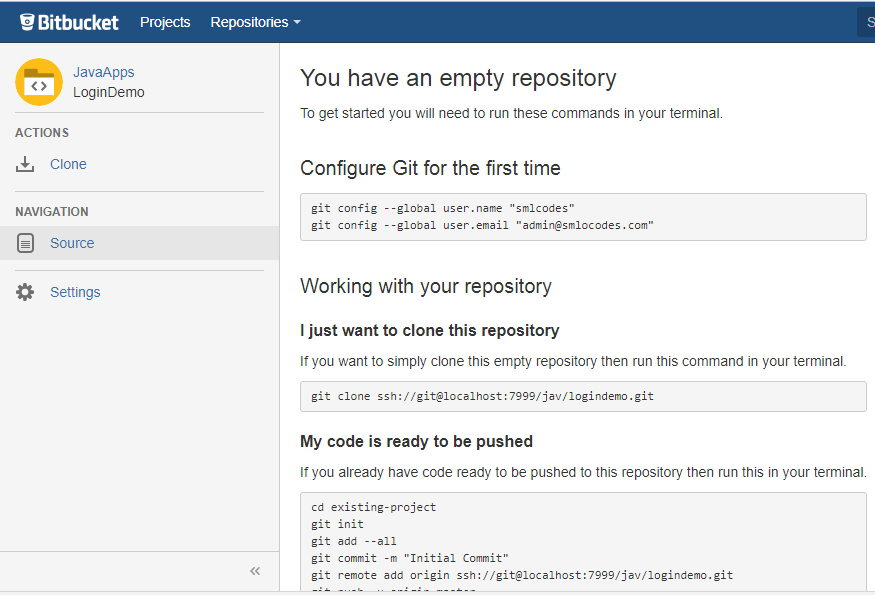 Bitbucket Projects Repositories S
JavaApps
LoginDemo
ACTIONS
Clone
NAVIGATION
Source
Settings
You have an empty repository
To get started you will need to run these commands in your terminal.
Configure Git for the first time
git config --global user.name "smlcodes"
git config --global user.email "admin@smlocodes.com"
Working with your repository
I just want to clone this repository
If you want to simply clone this empty repository then run this command in your terminal.
git clone ssh://git@localhost:7999/jav/logindemo.git
My code is ready to be pushed
If you already have code ready to be pushed to this repository then run this in your terminal.
cd existing-project
git init
git add --all
git commit -m "Initial Commit"
git remote add origin ssh://git@localhost:7999/jav/logindemo.git
git push -u origin master